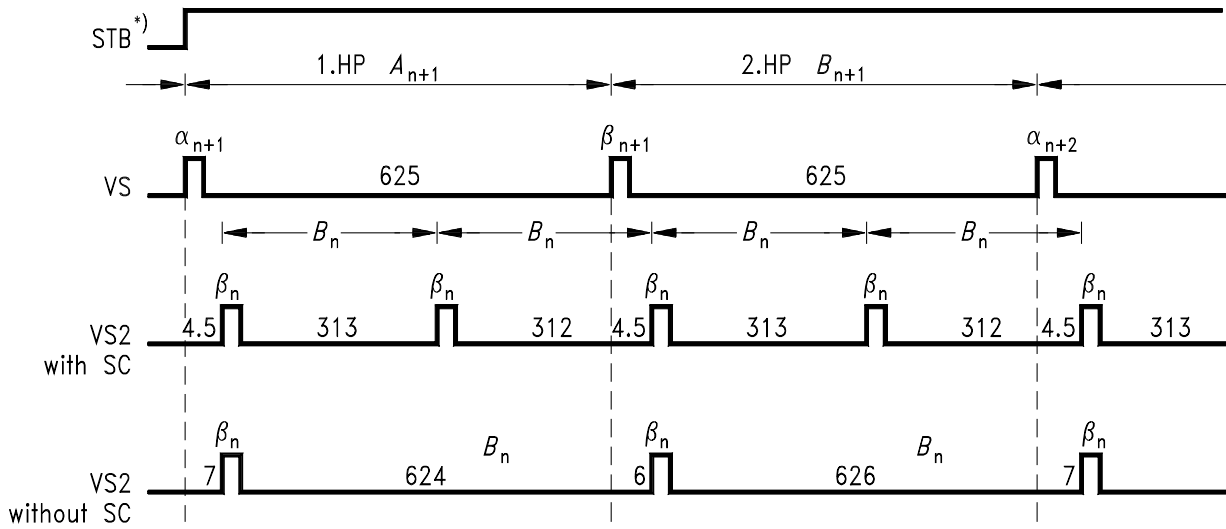 STB*)
1.HP A n+1 2.HP B n+1
α n+1 β n+1 α n+2
VS 625 625
B n B n B n B n
β n β n β n β n β n
VS2 4.5 313 312 4.5 313 312 4.5 313
with SC
β n B n β n B n β n
VS2 7 624 6 626 7
without SC